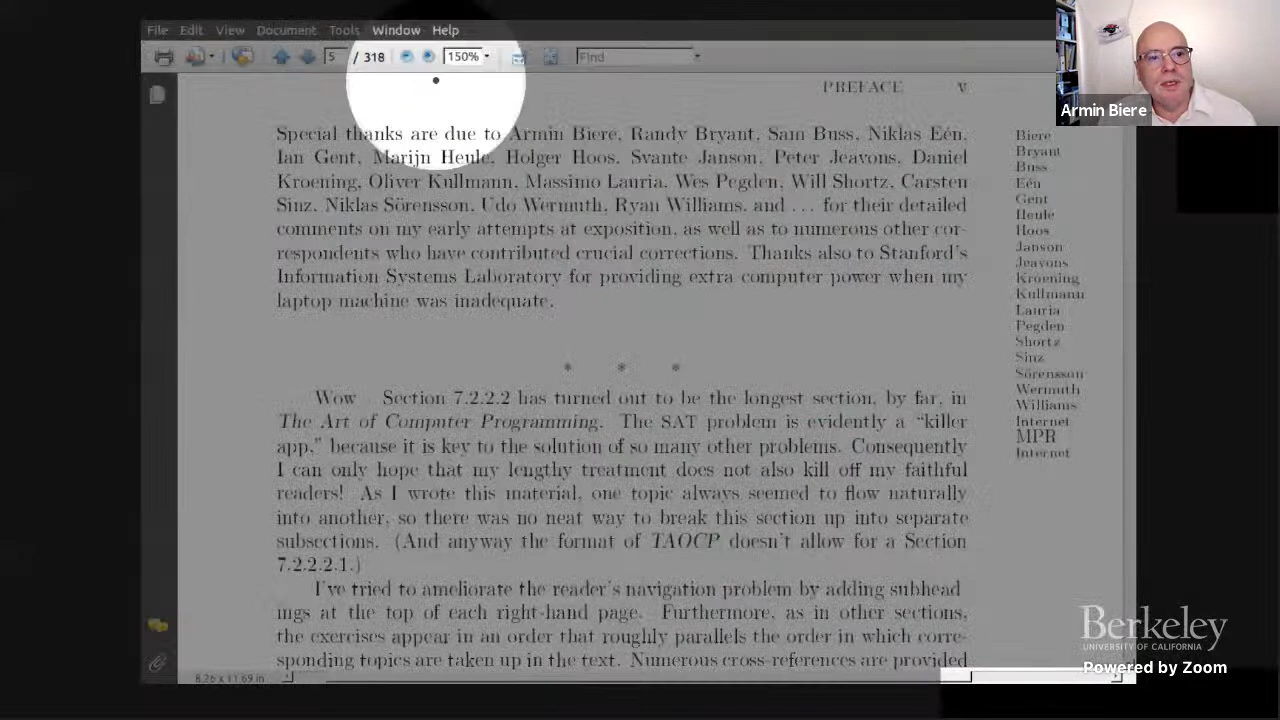 File Edit View Document Tools Window Help
5 / 318 150% Find
PREFACE v
Armin Biere
Special thanks are due to Armin Biere, Randy Bryant, Sam Buss, Niklas Eén,
Ian Gent, Marijn Heule, Holger Hoos, Svante Janson, Peter Jeavons, Daniel
Kroening, Oliver Kullmann, Massimo Lauria, Wes Pegden, Will Shortz, Carsten
Sinz, Niklas Sörensson, Udo Wermuth, Ryan Williams, and ... for their detailed
comments on my early attempts at exposition, as well as to numerous other cor-
respondents who have contributed crucial corrections. Thanks also to Stanford's
Information Systems Laboratory for providing extra computer power when my
laptop machine was inadequate.
* * *
Wow Section 7.2.2.2 has turned out to be the longest section, by far, in
The Art of Computer Programming. The SAT problem is evidently a “killer
app,” because it is key to the solution of so many other problems. Consequently
I can only hope that my lengthy treatment does not also kill off my faithful
readers! As I wrote this material, one topic always seemed to flow naturally
into another, so there was no neat way to break this section up into separate
subsections. (And anyway the format of TAOCP doesn't allow for a Section
7.2.2.2.1.)
I've tried to ameliorate the reader's navigation problem by adding subhead
ings at the top of each right-hand page. Furthermore, as in other sections,
the exercises appear in an order that roughly parallels the order in which corre-
sponding topics are taken up in the text. Numerous cross-references are provided
Biere
Bryant
Buss
Eén
Gent
Heule
Hoos
Janson
Jeavons
Kroening
Kullmann
Lauria
Pegden
Shortz
Sinz
Sörensson
Wermuth
Williams
Internet
MPR
Internet
8.26 x 11.69 in
Berkeley
UNIVERSITY OF CALIFORNIA
Powered by Zoom